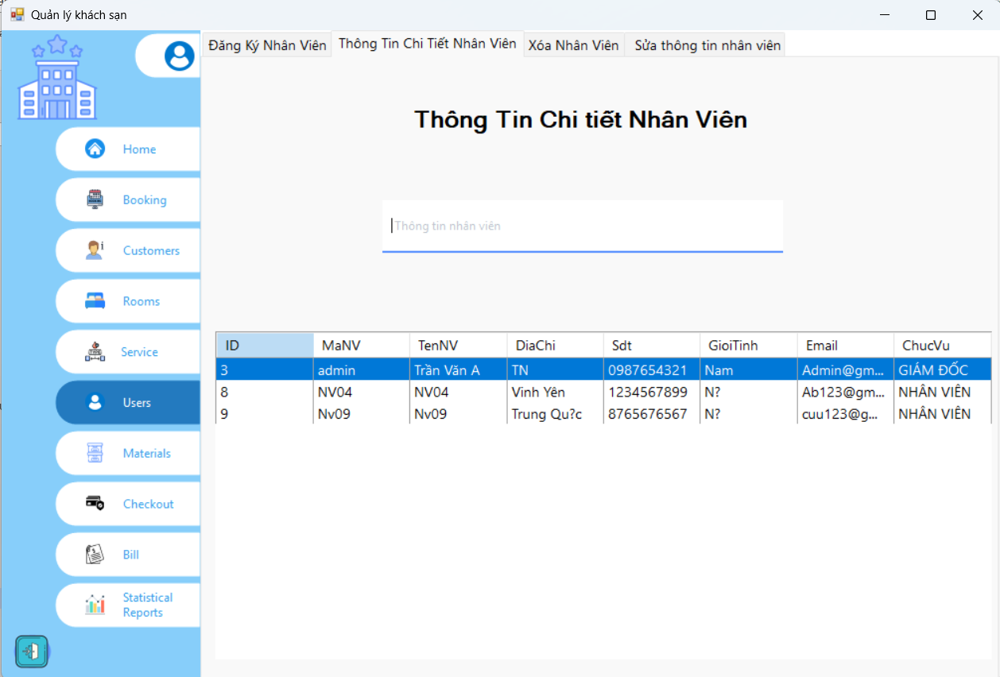 Quản lý khách sạn
Đăng Ký Nhân Viên Thông Tin Chi Tiết Nhân Viên Xóa Nhân Viên Sửa thông tin nhân viên
Home
Booking
Customers
Rooms
Service
Users
Materials
Checkout
Bill
Statistical
Reports
Thông Tin Chi tiết Nhân Viên
Thông tin nhân viên
ID MaNV TenNV DiaChi Sdt GioiTinh Email ChucVu
3 admin Trần Văn A TN 0987654321 Nam Admin@gm... GIÁM ĐỐC
8 NV04 NV04 Vinh Yên 1234567899 N? Ab123@gm... NHÂN VIÊN
9 Nv09 Nv09 Trung Qu?c 8765676567 N? cuu123@g... NHÂN VIÊN